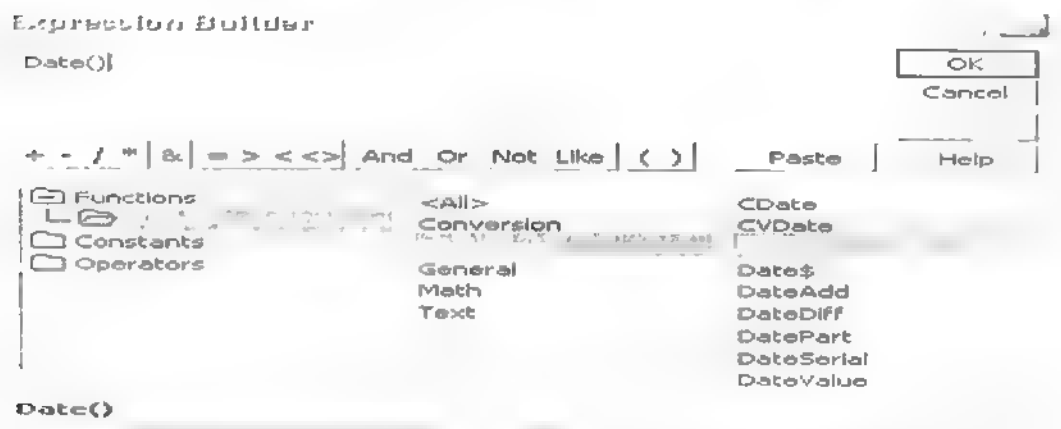 Expression Builder
Date()
OK
Cancel
+ - / * & = > < <> And Or Not Like ( ) Paste Help
Functions
Constants
Operators
<All>
Conversion
General
Math
Text
CDate
CVDate
Date$
DateAdd
DateDiff
DatePart
DateSerial
DateValue
Date()